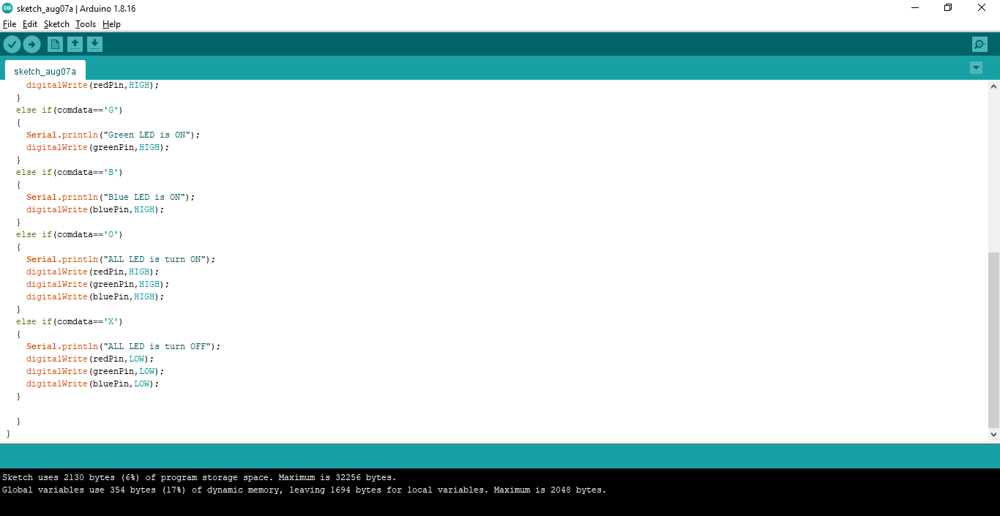 sketch_aug07a | Arduino 1.8.16
File Edit Sketch Tools Help
sketch_aug07a
    digitalWrite(redPin,HIGH);
  }
  else if(comdata=='G')
  {
    Serial.println("Green LED is ON");
    digitalWrite(greenPin,HIGH);
  }
  else if(comdata=='B')
  {
    Serial.println("Blue LED is ON");
    digitalWrite(bluePin,HIGH);
  }
  else if(comdata=='O')
  {
    Serial.println("ALL LED is turn ON");
    digitalWrite(redPin,HIGH);
    digitalWrite(greenPin,HIGH);
    digitalWrite(bluePin,HIGH);
  }
  else if(comdata=='X')
  {
    Serial.println("ALL LED is turn OFF");
    digitalWrite(redPin,LOW);
    digitalWrite(greenPin,LOW);
    digitalWrite(bluePin,LOW);
  }
  }
}
Sketch uses 2130 bytes (6%) of program storage space. Maximum is 32256 bytes.
Global variables use 354 bytes (17%) of dynamic memory, leaving 1694 bytes for local variables. Maximum is 2048 bytes.